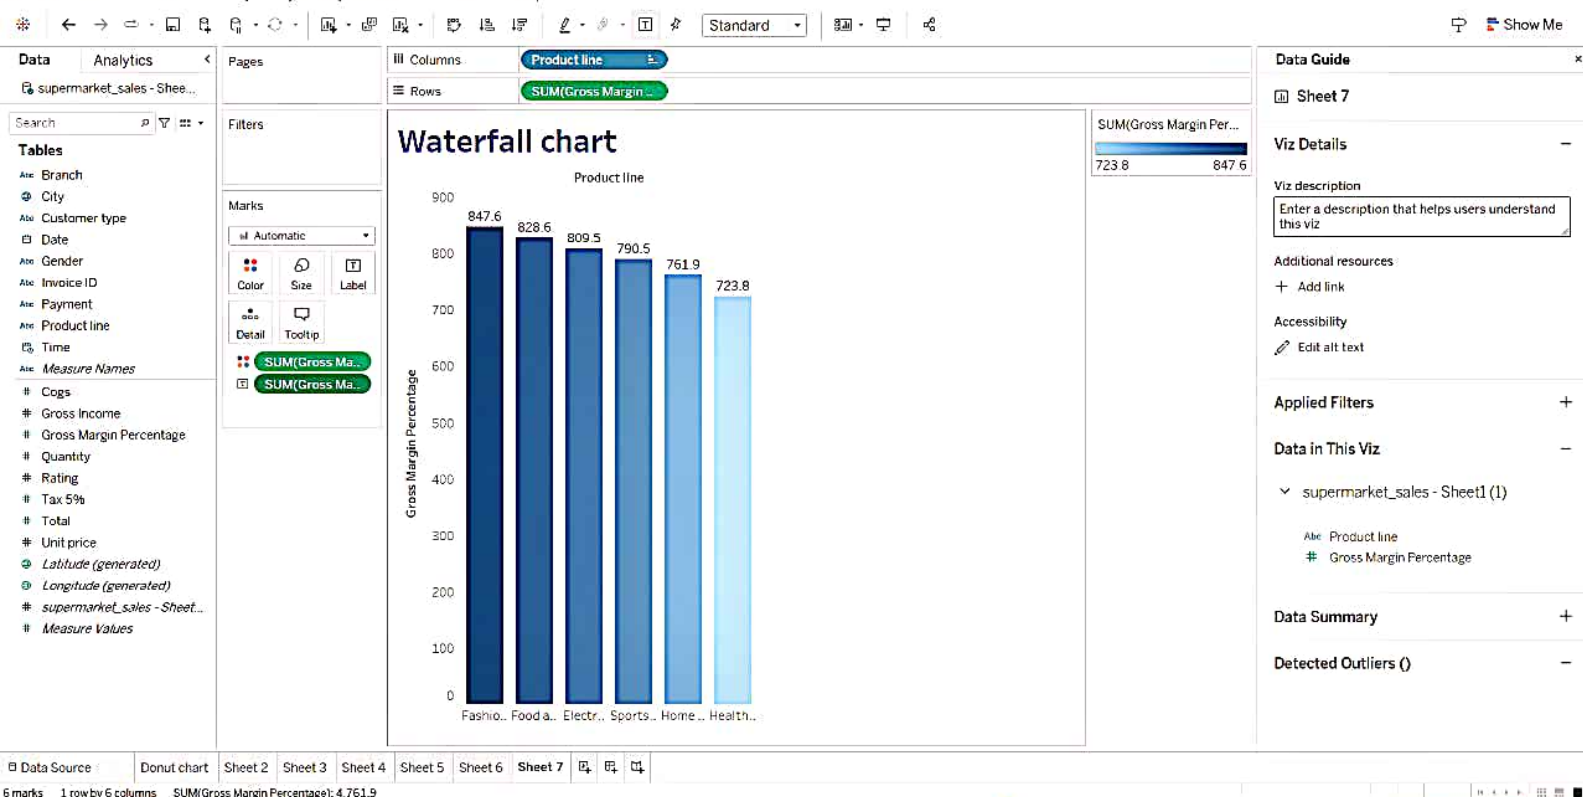 Standard
Show Me
Data
Analytics
supermarket_sales - Shee...
Search
Tables
Abc Branch
City
Abc Customer type
Date
Abc Gender
Abc Invoice ID
Abc Payment
Abc Product line
Time
Abc Measure Names
# Cogs
# Gross Income
# Gross Margin Percentage
# Quantity
# Rating
# Tax 5%
# Total
# Unit price
Latitude (generated)
Longitude (generated)
# supermarket_sales - Sheet...
# Measure Values
Pages
Filters
Marks
Automatic
Color
Size
Label
Detail
Tooltip
SUM(Gross Ma..
SUM(Gross Ma..
Columns
Product line
Rows
SUM(Gross Margin ..
Waterfall chart
Product line
Gross Margin Percentage
900
800
700
600
500
400
300
200
100
0
847.6
828.6
809.5
790.5
761.9
723.8
Fashio..
Food a..
Electr..
Sports..
Home ..
Health..
SUM(Gross Margin Per...
723.8
847.6
Data Guide
×
Sheet 7
Viz Details
Viz description
Enter a description that helps users understand
this viz
Additional resources
+ Add link
Accessibility
Edit alt text
Applied Filters
Data in This Viz
supermarket_sales - Sheet1 (1)
Abc Product line
# Gross Margin Percentage
Data Summary
Detected Outliers ()
Data Source
Donut chart
Sheet 2
Sheet 3
Sheet 4
Sheet 5
Sheet 6
Sheet 7
6 marks
1 row by 6 columns
SUM(Gross Margin Percentage): 4,761.9